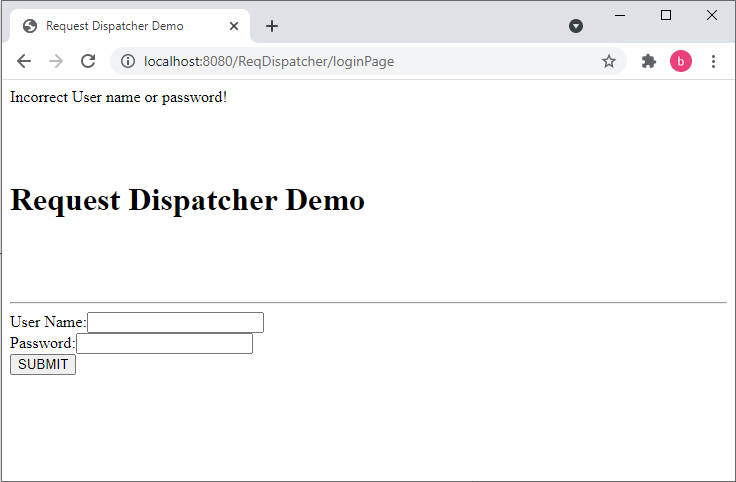 Request Dispatcher Demo
localhost:8080/ReqDispatcher/loginPage
b
Incorrect User name or password!
Request Dispatcher Demo
User Name:
Password:
SUBMIT